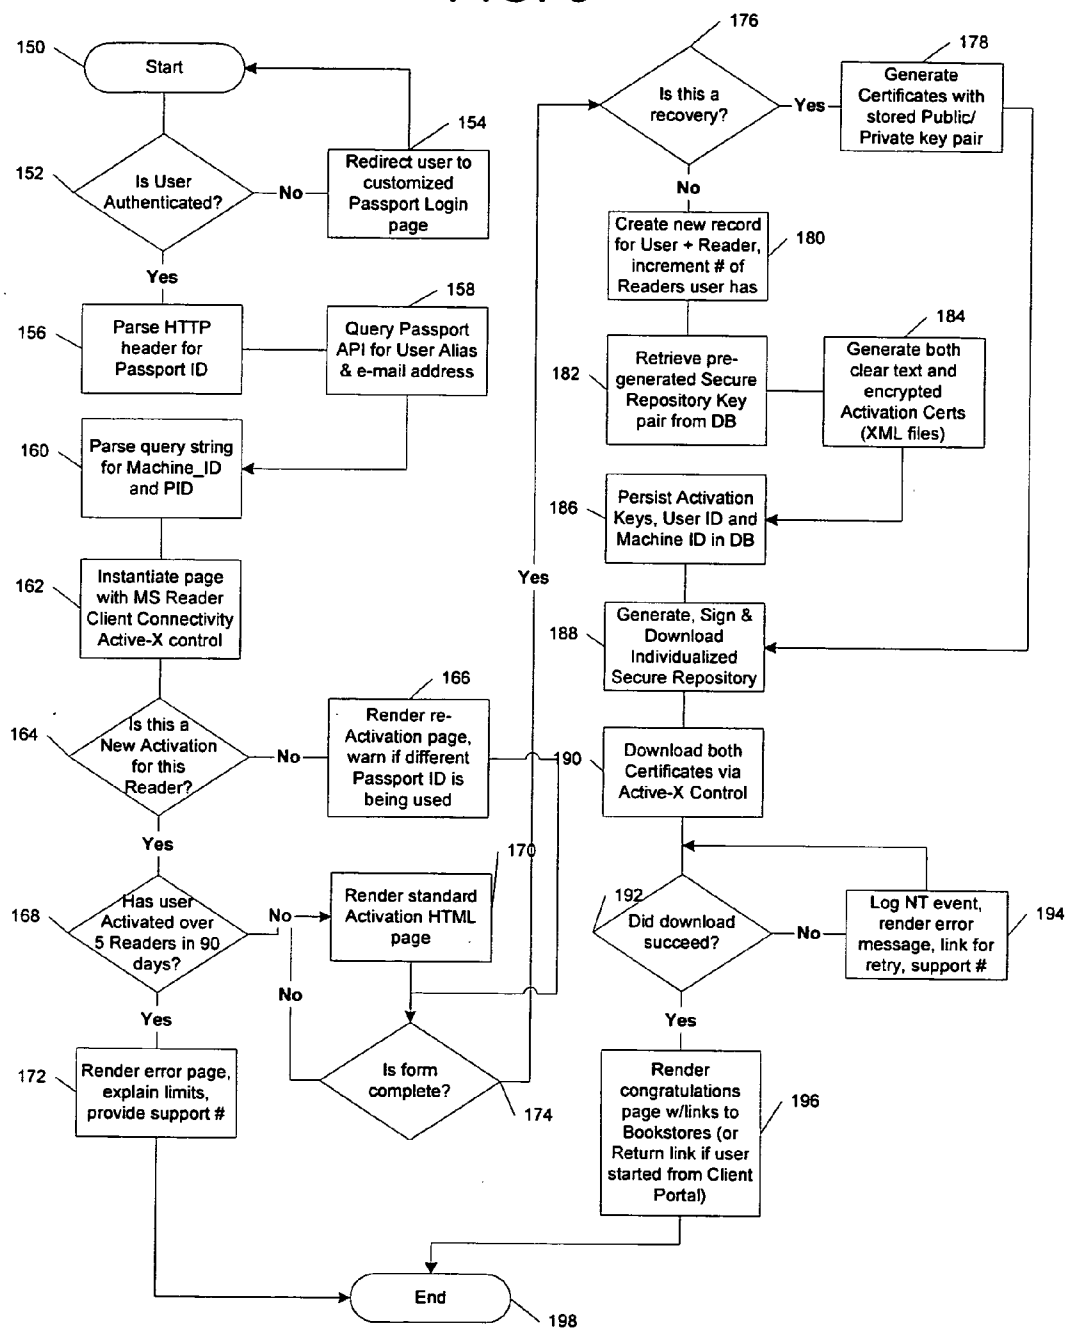 150
Start
154
152
Is User
Authenticated?
No
Redirect user to
customized
Passport Login
page
Yes
158
156
Parse HTTP
header for
Passport ID
Query Passport
API for User Alias
& e-mail address
160
Parse query string
for Machine_ID
and PID
162
Instantiate page
with MS Reader
Client Connectivity
Active-X control
166
164
Is this a
New Activation
for this
Reader?
No
Render re-
Activation page,
warn if different
Passport ID is
being used
Yes
170
168
Has user
Activated over
5 Readers in 90
days?
No
Render standard
Activation HTML
page
No
Yes
172
Render error page,
explain limits,
provide support #
Is form
complete?
174
Yes
176
Is this a
recovery?
Yes
178
Generate
Certificates with
stored Public/
Private key pair
No
Create new record
for User + Reader,
increment # of
Readers user has
180
182
Retrieve pre-
generated Secure
Repository Key
pair from DB
184
Generate both
clear text and
encrypted
Activation Certs
(XML files)
186
Persist Activation
Keys, User ID and
Machine ID in DB
188
Generate, Sign &
Download
Individualized
Secure Repository
190
Download both
Certificates via
Active-X Control
192
Did download
succeed?
No
Log NT event,
render error
message, link for
retry, support #
194
Yes
Render
congratulations
page w/links to
Bookstores (or
Return link if user
started from Client
Portal)
196
End
198